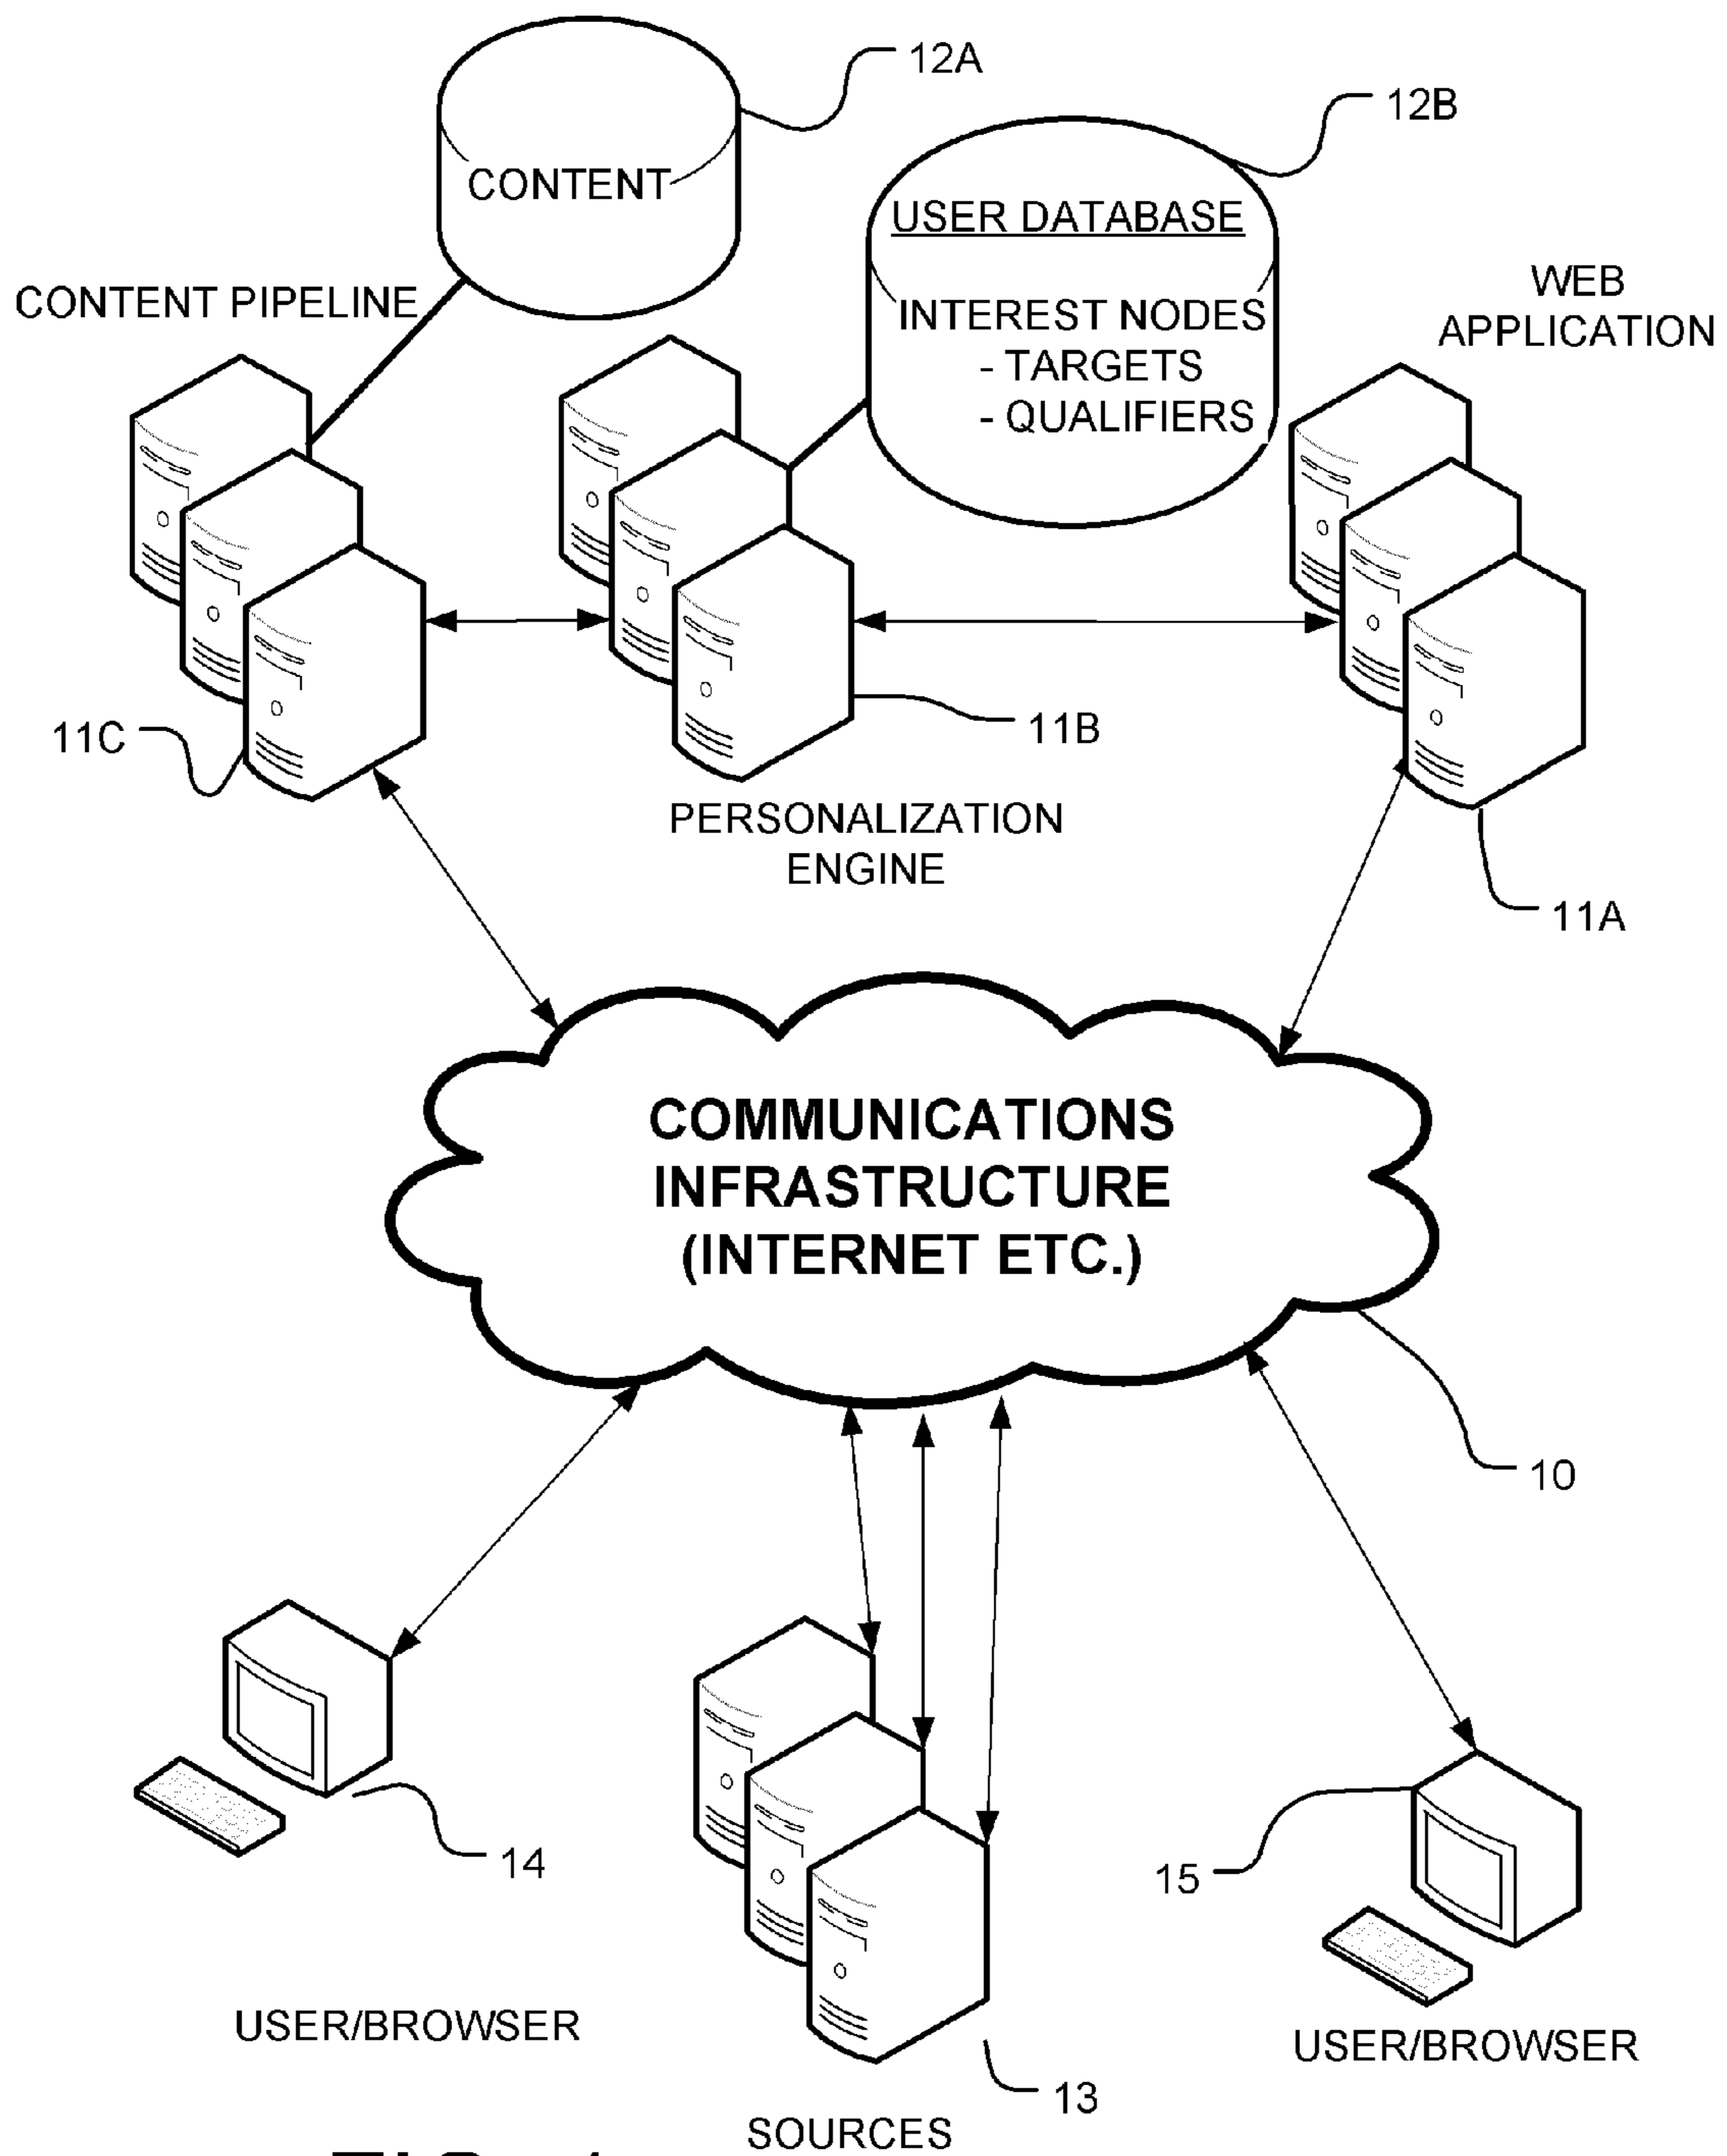 12A
12B
CONTENT
USER DATABASE
INTEREST NODES
- TARGETS
- QUALIFIERS
CONTENT PIPELINE
WEB
APPLICATION
11C
11B
PERSONALIZATION
ENGINE
11A
COMMUNICATIONS
INFRASTRUCTURE
(INTERNET ETC.)
10
14
15
USER/BROWSER
USER/BROWSER
13
SOURCES